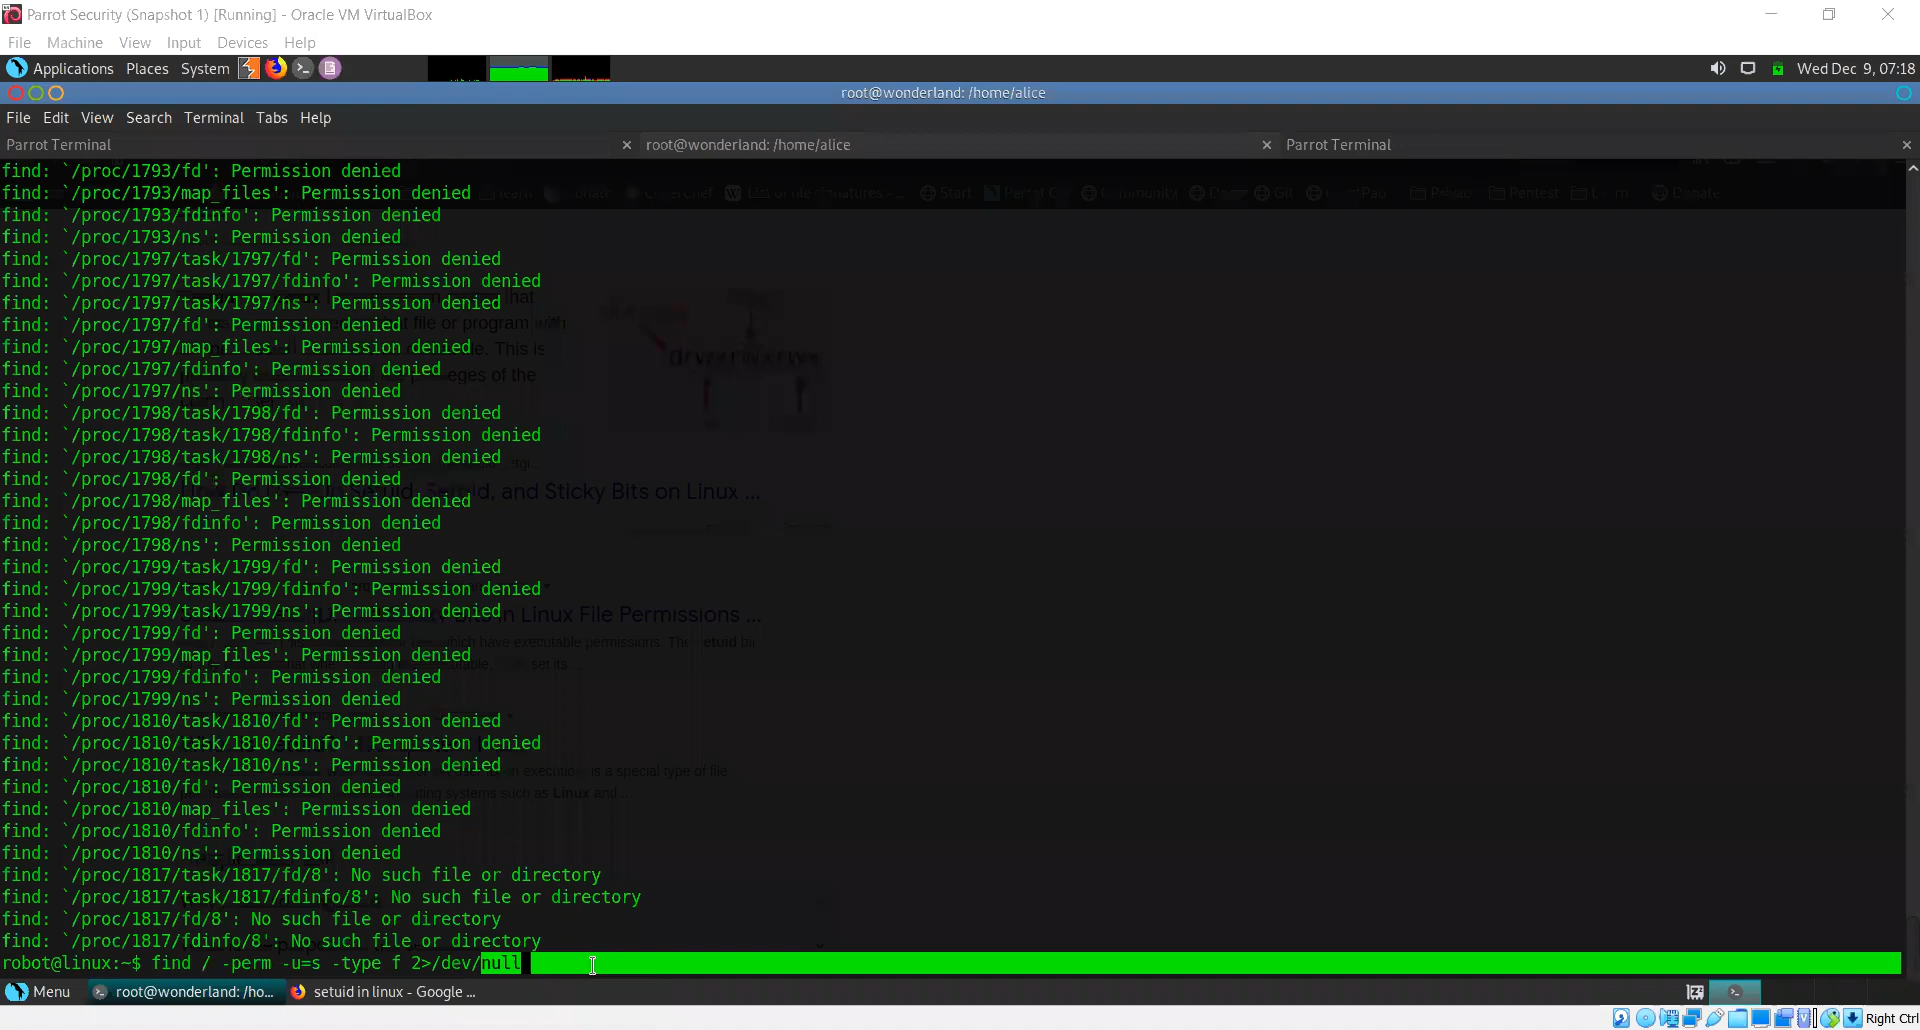 Parrot Security (Snapshot 1) [Running] - Oracle VM VirtualBox
File Machine View Input Devices Help
Applications Places System
Wed Dec 9, 07:18
root@wonderland: /home/alice
File Edit View Search Terminal Tabs Help
Parrot Terminal
root@wonderland: /home/alice
Parrot Terminal
find: `/proc/1793/fd': Permission denied
find: `/proc/1793/map_files': Permission denied
find: `/proc/1793/fdinfo': Permission denied
find: `/proc/1793/ns': Permission denied
find: `/proc/1797/task/1797/fd': Permission denied
find: `/proc/1797/task/1797/fdinfo': Permission denied
find: `/proc/1797/task/1797/ns': Permission denied
find: `/proc/1797/fd': Permission denied
find: `/proc/1797/map_files': Permission denied
find: `/proc/1797/fdinfo': Permission denied
find: `/proc/1797/ns': Permission denied
find: `/proc/1798/task/1798/fd': Permission denied
find: `/proc/1798/task/1798/fdinfo': Permission denied
find: `/proc/1798/task/1798/ns': Permission denied
find: `/proc/1798/fd': Permission denied
find: `/proc/1798/map_files': Permission denied
find: `/proc/1798/fdinfo': Permission denied
find: `/proc/1798/ns': Permission denied
find: `/proc/1799/task/1799/fd': Permission denied
find: `/proc/1799/task/1799/fdinfo': Permission denied
find: `/proc/1799/task/1799/ns': Permission denied
find: `/proc/1799/fd': Permission denied
find: `/proc/1799/map_files': Permission denied
find: `/proc/1799/fdinfo': Permission denied
find: `/proc/1799/ns': Permission denied
find: `/proc/1810/task/1810/fd': Permission denied
find: `/proc/1810/task/1810/fdinfo': Permission denied
find: `/proc/1810/task/1810/ns': Permission denied
find: `/proc/1810/fd': Permission denied
find: `/proc/1810/map_files': Permission denied
find: `/proc/1810/fdinfo': Permission denied
find: `/proc/1810/ns': Permission denied
find: `/proc/1817/task/1817/fd/8': No such file or directory
find: `/proc/1817/task/1817/fdinfo/8': No such file or directory
find: `/proc/1817/fd/8': No such file or directory
find: `/proc/1817/fdinfo/8': No such file or directory
robot@linux:~$ find / -perm -u=s -type f 2>/dev/null
Menu root@wonderland: /ho... setuid in linux - Google ...
Right Ctrl